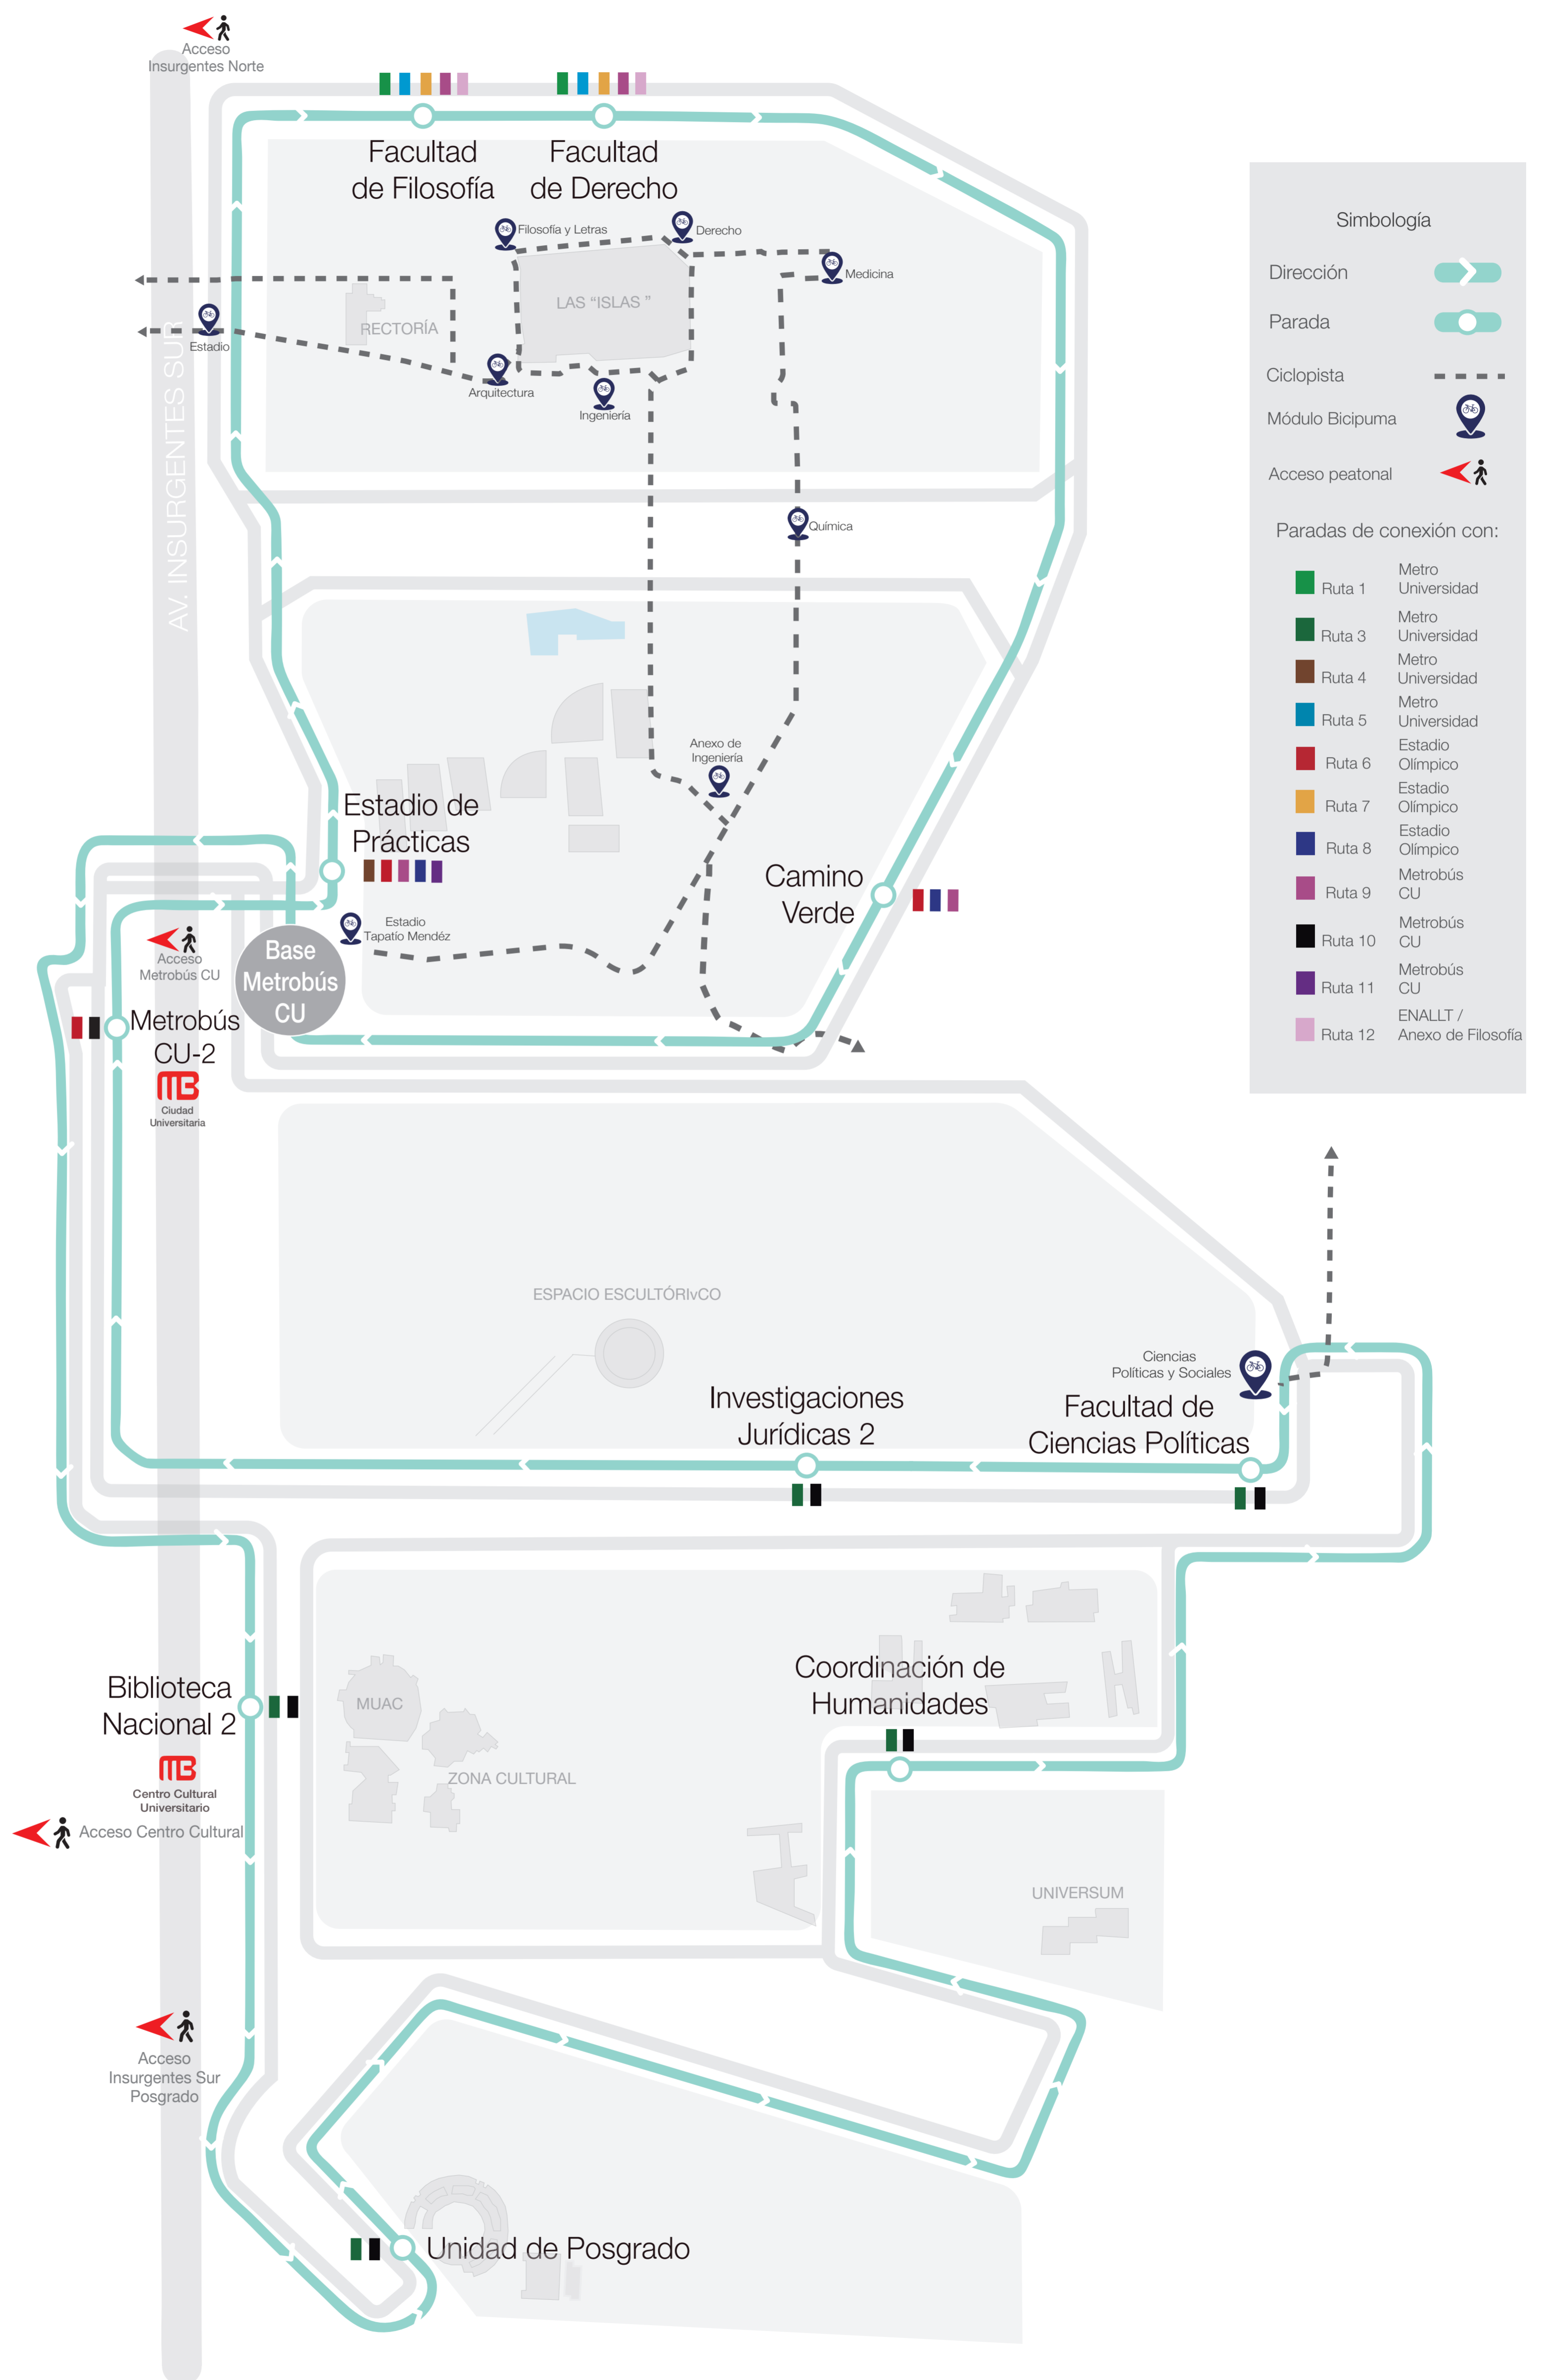 Acceso
Insurgentes Norte
Facultad
de Filosofía
Facultad
de Derecho
Filosofía y Letras
Derecho
Medicina
LAS “ISLAS ”
RECTORÍA
Estadio
Arquitectura
Ingeniería
AV. INSURGENTES SUR
Química
Anexo de
Ingeniería
Estadio de
Prácticas
Camino
Verde
Estadio
Tapatío Mendéz
Acceso
Metrobús CU
Base
Metrobús
CU
Metrobús
CU-2
Ciudad
Universitaria
ESPACIO ESCULTÓRIvCO
Ciencias
Políticas y Sociales
Investigaciones
Jurídicas 2
Facultad de
Ciencias Políticas
Biblioteca
Nacional 2
Centro Cultural
Universitario
Acceso Centro Cultural
MUAC
ZONA CULTURAL
Coordinación de
Humanidades
UNIVERSUM
Acceso
Insurgentes Sur
Posgrado
Unidad de Posgrado
Simbología
Dirección
Parada
Ciclopista
Módulo Bicipuma
Acceso peatonal
Paradas de conexión con:
Ruta 1 Metro
Universidad
Ruta 3 Metro
Universidad
Ruta 4 Metro
Universidad
Ruta 5 Metro
Universidad
Ruta 6 Estadio
Olímpico
Ruta 7 Estadio
Olímpico
Ruta 8 Estadio
Olímpico
Ruta 9 Metrobús
CU
Ruta 10 Metrobús
CU
Ruta 11 Metrobús
CU
Ruta 12 ENALLT /
Anexo de Filosofía